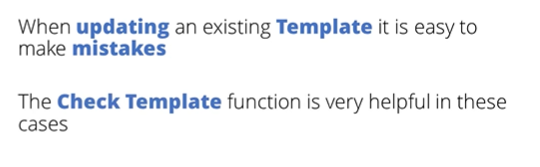 When updating an existing Template it is easy to
make mistakes
The Check Template function is very helpful in these
cases